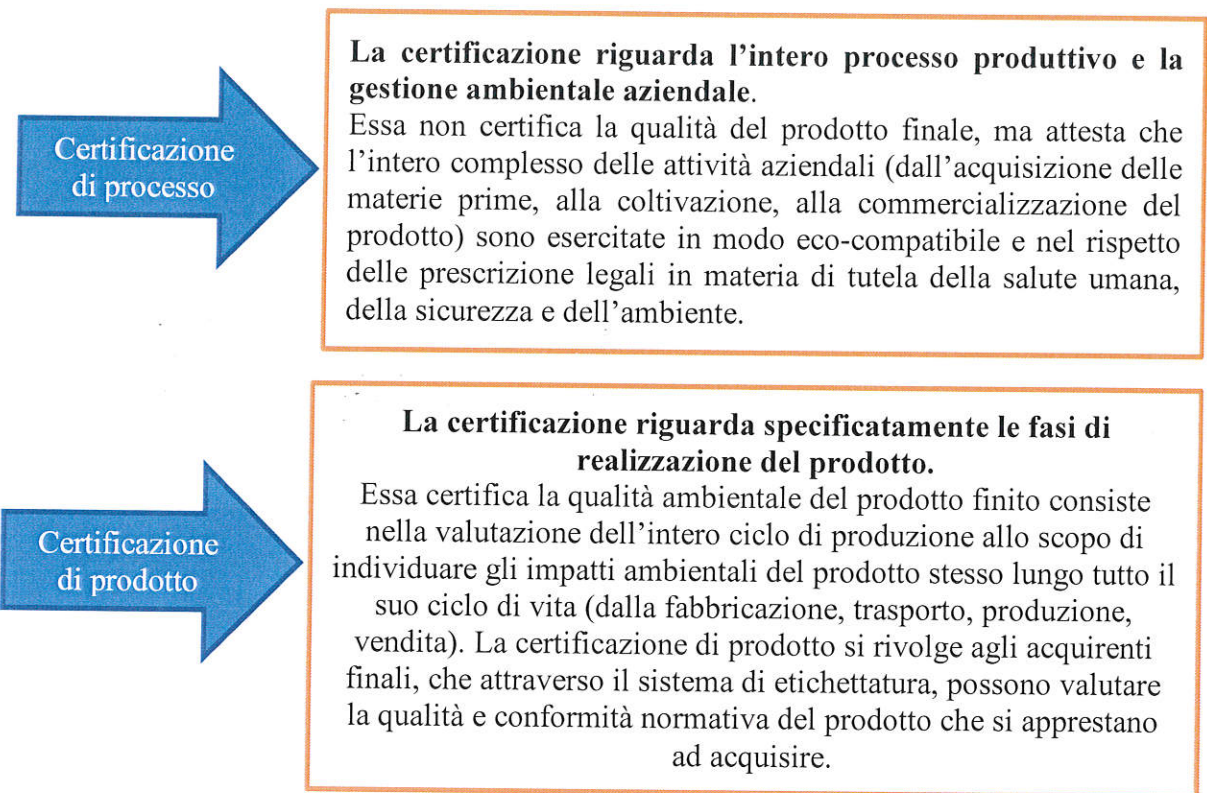 Certificazione
di processo
La certificazione riguarda l'intero processo produttivo e la
gestione ambientale aziendale.
Essa non certifica la qualità del prodotto finale, ma attesta che
l'intero complesso delle attività aziendali (dall'acquisizione delle
materie prime, alla coltivazione, alla commercializzazione del
prodotto) sono esercitate in modo eco-compatibile e nel rispetto
delle prescrizione legali in materia di tutela della salute umana,
della sicurezza e dell'ambiente.
Certificazione
di prodotto
La certificazione riguarda specificatamente le fasi di
realizzazione del prodotto.
Essa certifica la qualità ambientale del prodotto finito consiste
nella valutazione dell'intero ciclo di produzione allo scopo di
individuare gli impatti ambientali del prodotto stesso lungo tutto il
suo ciclo di vita (dalla fabbricazione, trasporto, produzione,
vendita). La certificazione di prodotto si rivolge agli acquirenti
finali, che attraverso il sistema di etichettatura, possono valutare
la qualità e conformità normativa del prodotto che si apprestano
ad acquisire.